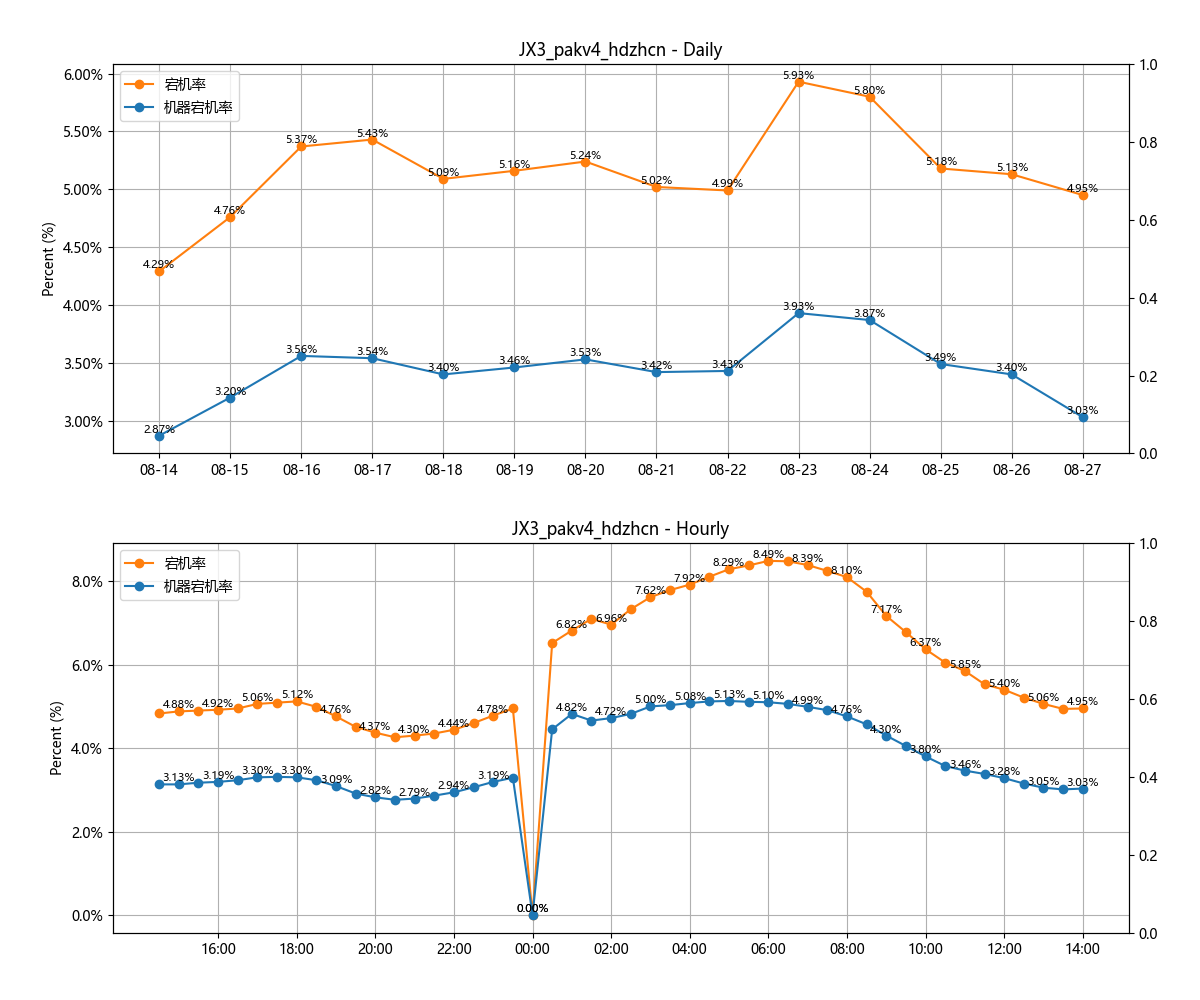 JX3_pakv4_hdzhcn - Daily
宕机率
机器宕机率
Percent (%)
6.00%
5.50%
5.00%
4.50%
4.00%
3.50%
3.00%
1.0
0.8
0.6
0.4
0.2
0.0
4.29% 4.76% 5.37% 5.43% 5.09% 5.16% 5.24% 5.02% 4.99% 5.93% 5.80% 5.18% 5.13% 4.95%
2.87% 3.20% 3.56% 3.54% 3.40% 3.46% 3.53% 3.42% 3.43% 3.93% 3.87% 3.49% 3.40% 3.03%
08-14 08-15 08-16 08-17 08-18 08-19 08-20 08-21 08-22 08-23 08-24 08-25 08-26 08-27
JX3_pakv4_hdzhcn - Hourly
宕机率
机器宕机率
Percent (%)
8.0%
6.0%
4.0%
2.0%
0.0%
1.0
0.8
0.6
0.4
0.2
0.0
4.88% 4.92% 5.06% 5.12% 4.76% 4.37% 4.30% 4.44% 4.78% 0.00% 6.82% 6.96% 7.62% 7.92% 8.29% 8.49% 8.39% 8.10% 7.17% 6.37% 5.85% 5.40% 5.06% 4.95%
3.13% 3.19% 3.30% 3.30% 3.09% 2.82% 2.79% 2.94% 3.19% 0.00% 4.82% 4.72% 5.00% 5.08% 5.13% 5.10% 4.99% 4.76% 4.30% 3.80% 3.46% 3.28% 3.05% 3.03%
16:00 18:00 20:00 22:00 00:00 02:00 04:00 06:00 08:00 10:00 12:00 14:00